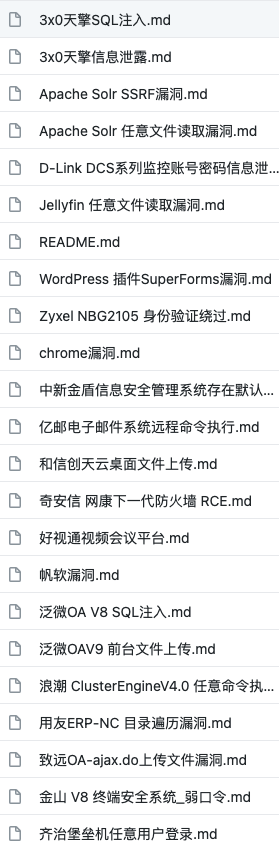 3x0天擎SQL注入.md
3x0天擎信息泄露.md
Apache Solr SSRF漏洞.md
Apache Solr 任意文件读取漏洞.md
D-Link DCS系列监控账号密码信息泄...
Jellyfin 任意文件读取漏洞.md
README.md
WordPress 插件SuperForms漏洞.md
Zyxel NBG2105 身份验证绕过.md
chrome漏洞.md
中新金盾信息安全管理系统存在默认...
亿邮电子邮件系统远程命令执行.md
和信创天云桌面文件上传.md
奇安信 网康下一代防火墙 RCE.md
好视通视频会议平台.md
帆软漏洞.md
泛微OA V8 SQL注入.md
泛微OAV9 前台文件上传.md
浪潮 ClusterEngineV4.0 任意命令执...
用友ERP-NC 目录遍历漏洞.md
致远OA-ajax.do上传文件漏洞.md
金山 V8 终端安全系统_弱口令.md
齐治堡垒机任意用户登录.md